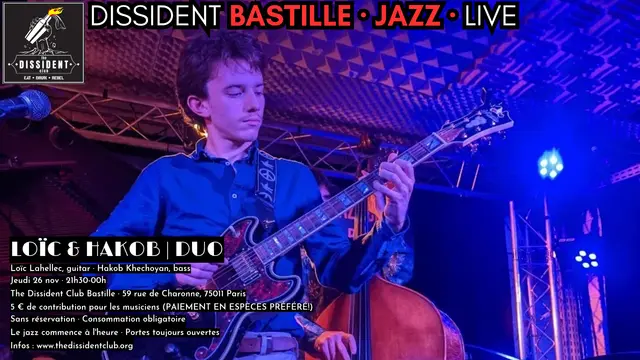 DISSIDENT BASTILLE • JAZZ • LIVE
THE
DISSIDENT
CLUB
EAT • DRINK • REBEL
LOÏC & HAKOB | DUO
Loïc Lahellec, guitar · Hakob Khechoyan, bass
Jeudi 26 nov · 21h30-00h
The Dissident Club Bastille · 59 rue de Charonne, 75011 Paris
5 € de contribution pour les musiciens (PAIEMENT EN ESPÈCES PRÉFÉRÉ!)
Sans réservation · Consommation obligatoire
Le jazz commence à l'heure · Portes toujours ouvertes
Infos : www.thedissidentclub.org